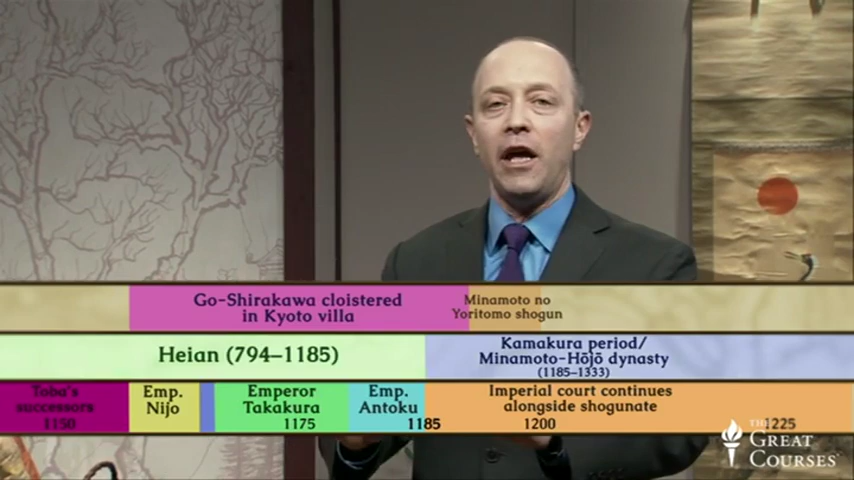 Go-Shirakawa cloistered
in Kyoto villa
Minamoto no
Yoritomo shogun
Heian (794–1185)
Kamakura period/
Minamoto-Hōjō dynasty
(1185–1333)
Toba's
successors
1150
Emp.
Nijo
Emperor
Takakura
1175
Emp.
Antoku
1185
Imperial court continues
alongside shogunate
1200
1225
THE
GREAT
COURSES